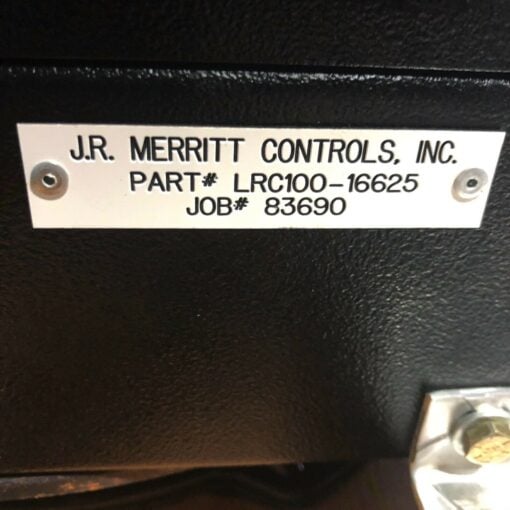 J.R. MERRITT CONTROLS, INC.
PART# LRC100-16625
JOB# 83690